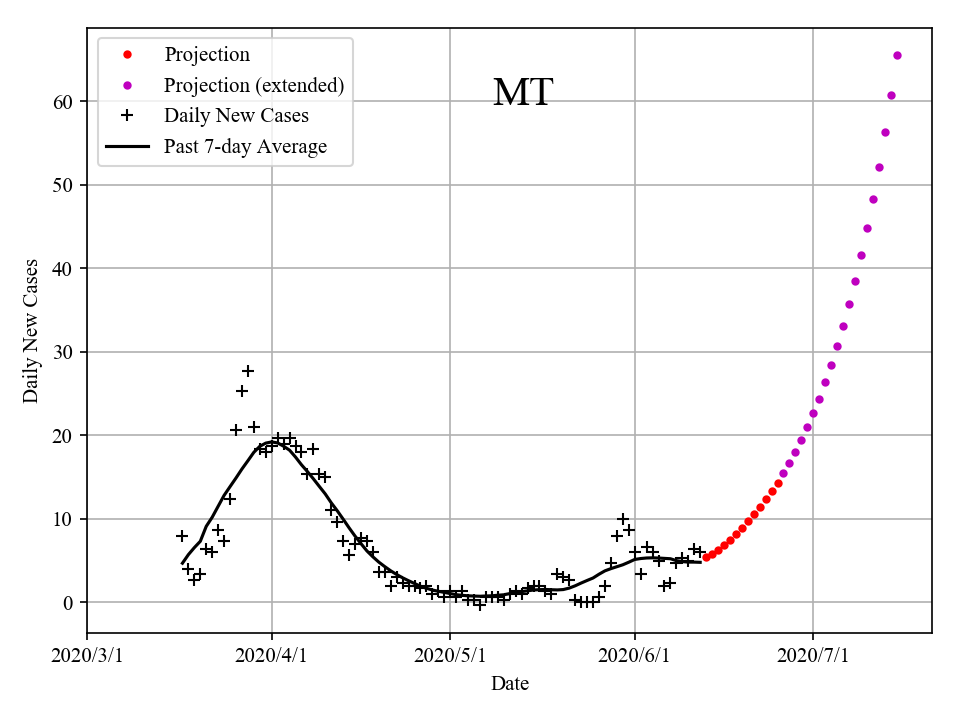 Projection
Projection (extended)
Daily New Cases
Past 7-day Average
MT
60
50
40
30
20
10
0
Daily New Cases
2020/3/1 2020/4/1 2020/5/1 2020/6/1 2020/7/1
Date